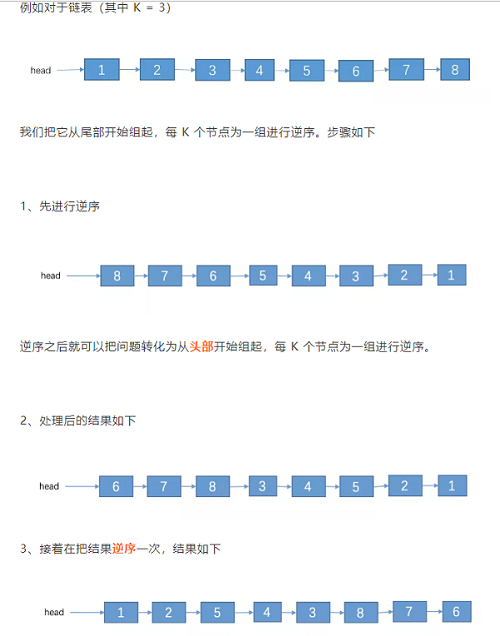 例如对于链表（其中 K = 3）
head 1 2 3 4 5 6 7 8
我们把它从尾部开始组起，每 K 个节点为一组进行逆序。步骤如下
1、先进行逆序
head 8 7 6 5 4 3 2 1
逆序之后就可以把问题转化为从头部开始组起，每 K 个节点为一组进行逆序。
2、处理后的结果如下
head 6 7 8 3 4 5 2 1
3、接着在把结果逆序一次，结果如下
head 1 2 5 4 3 8 7 6